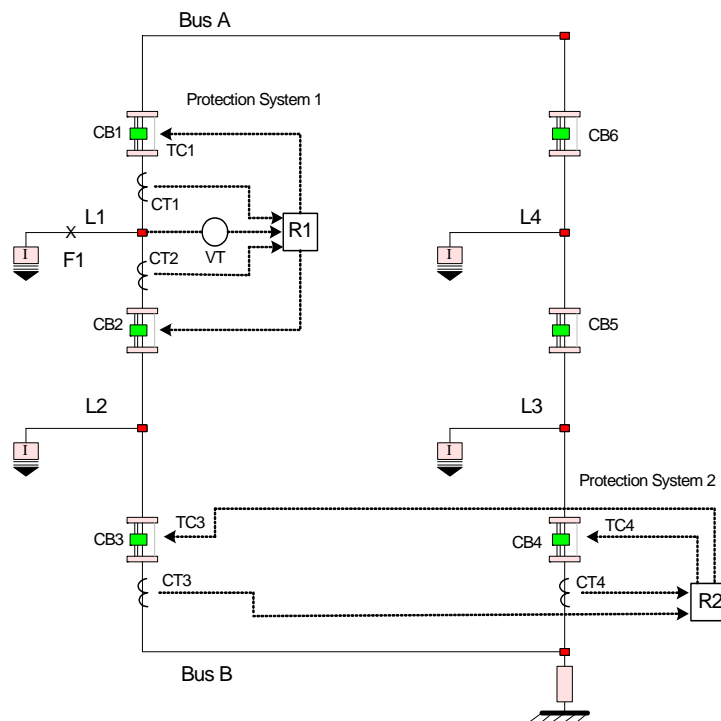 Bus A
Protection System 1
CB1
TC1
CB6
CT1
L1
R1
L4
I
X
F1
CT2
VT
I
CB2
CB5
L2
L3
I
I
Protection System 2
TC3
TC4
CB3
CB4
CT3
CT4
R2
Bus B